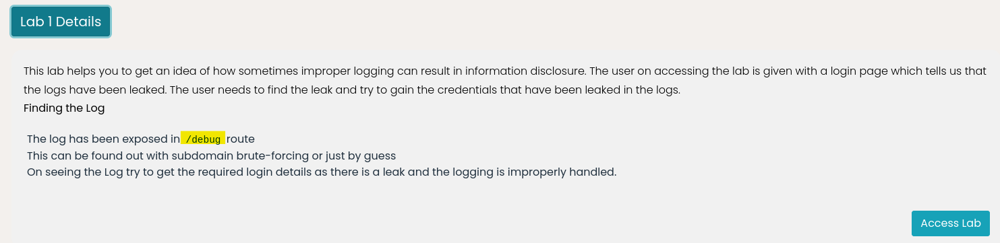 Lab 1 Details
This lab helps you to get an idea of how sometimes improper logging can result in information disclosure. The user on accessing the lab is given with a login page which tells us that
the logs have been leaked. The user needs to find the leak and try to gain the credentials that have been leaked in the logs.
Finding the Log
The log has been exposed in /debug route
This can be found out with subdomain brute-forcing or just by guess
On seeing the Log try to get the required login details as there is a leak and the logging is improperly handled.
Access Lab